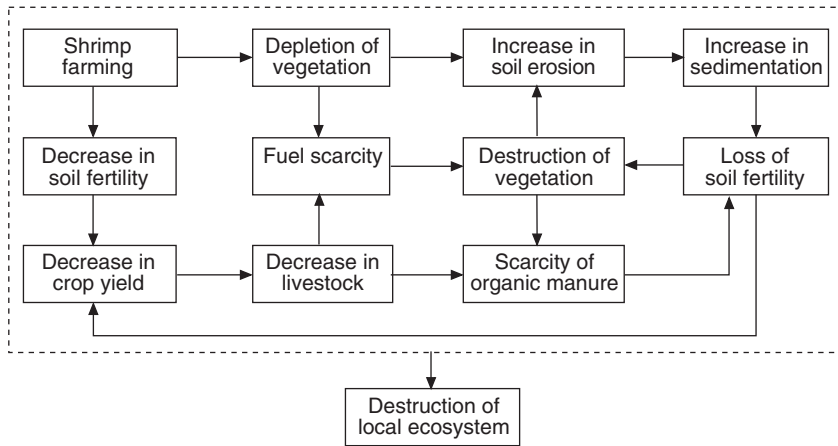 Shrimp
farming
Depletion of
vegetation
Increase in
soil erosion
Increase in
sedimentation
Decrease in
soil fertility
Fuel scarcity
Destruction of
vegetation
Loss of
soil fertility
Decrease in
crop yield
Decrease in
livestock
Scarcity of
organic manure
Destruction of
local ecosystem